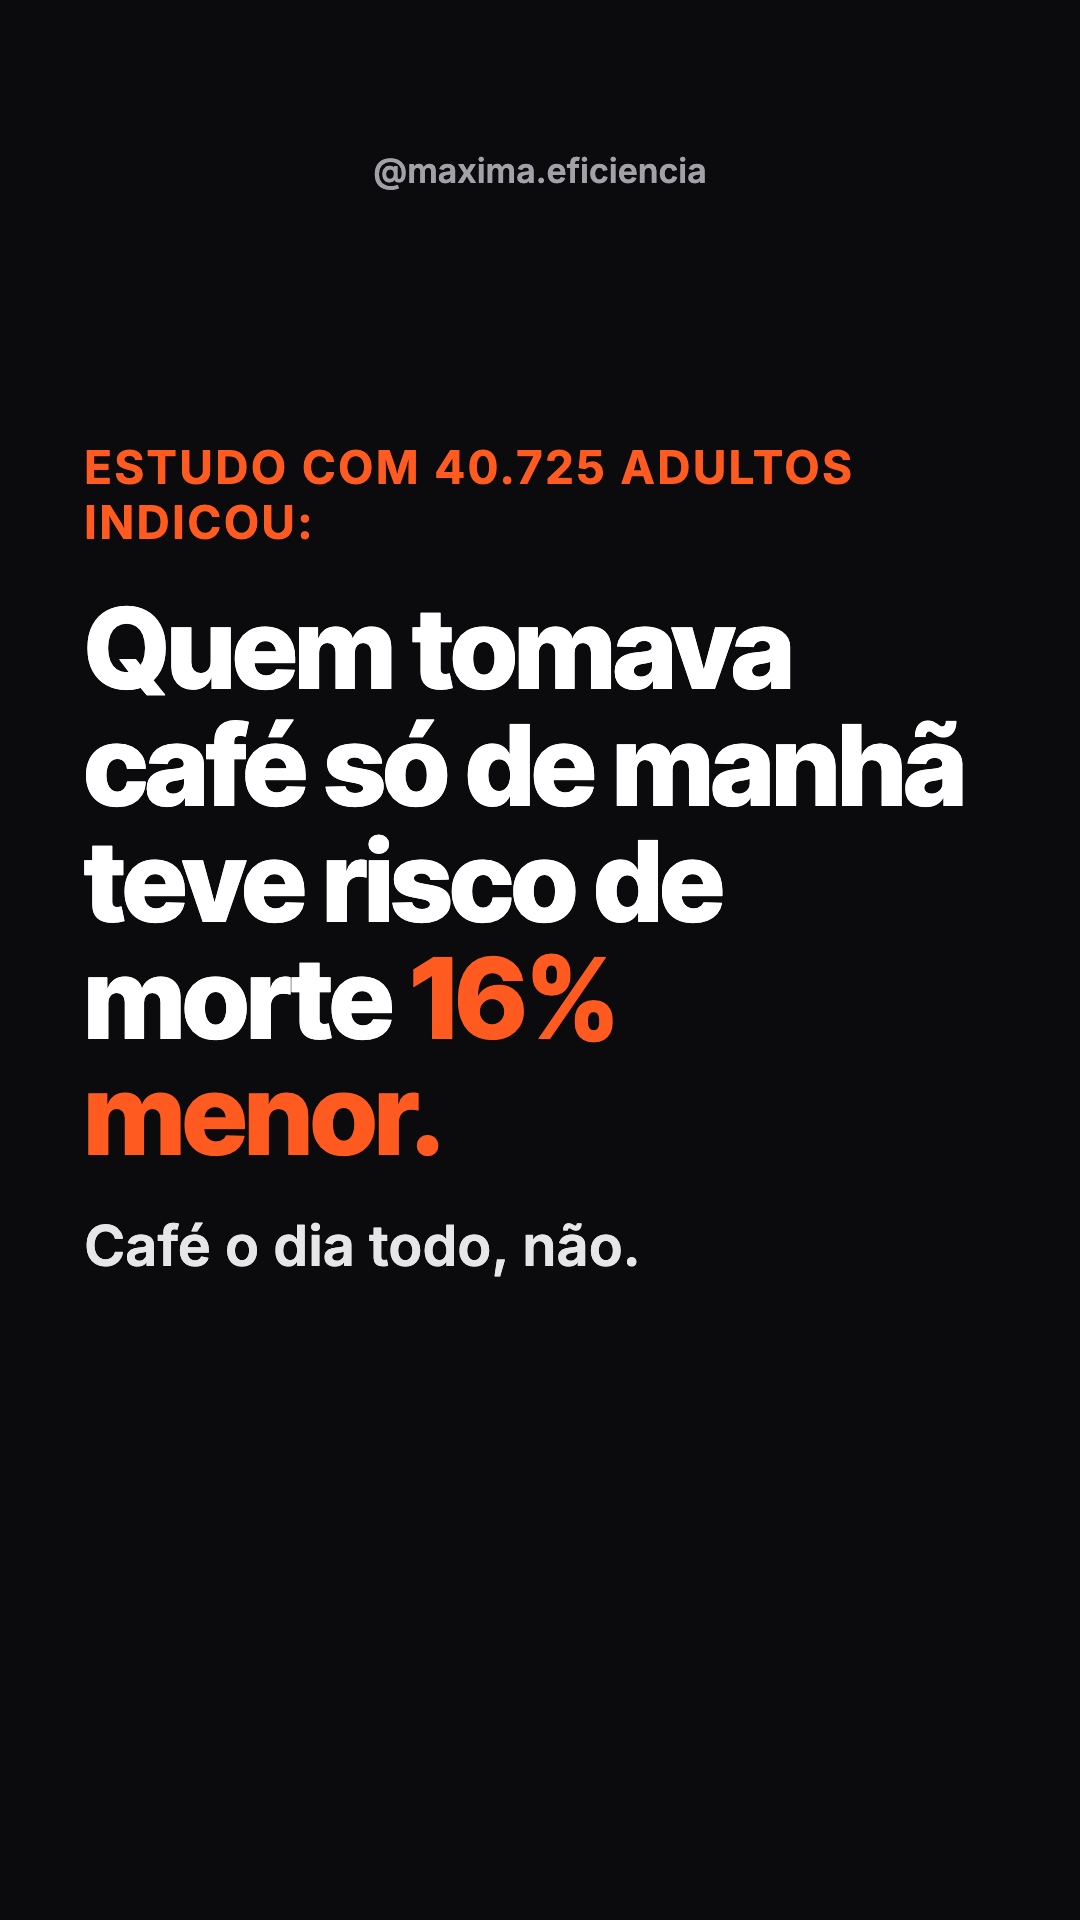 @maxima.eficiencia
ESTUDO COM 40.725 ADULTOS
INDICOU:
Quem tomava
café só de manhã
teve risco de
morte 16%
menor.
Café o dia todo, não.